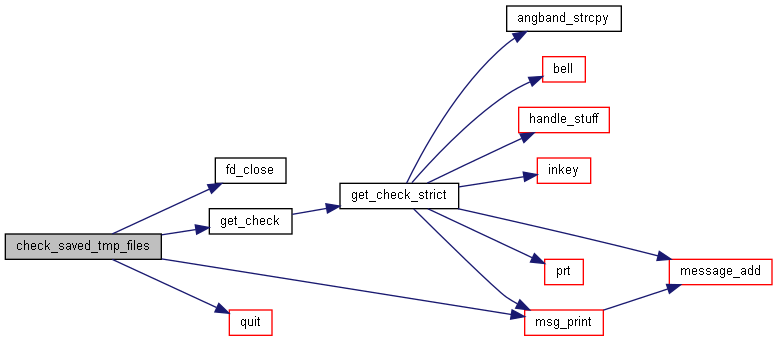 angband_strcpy
bell
handle_stuff
fd_close
inkey
get_check_strict
get_check
check_saved_tmp_files
prt
message_add
quit
msg_print